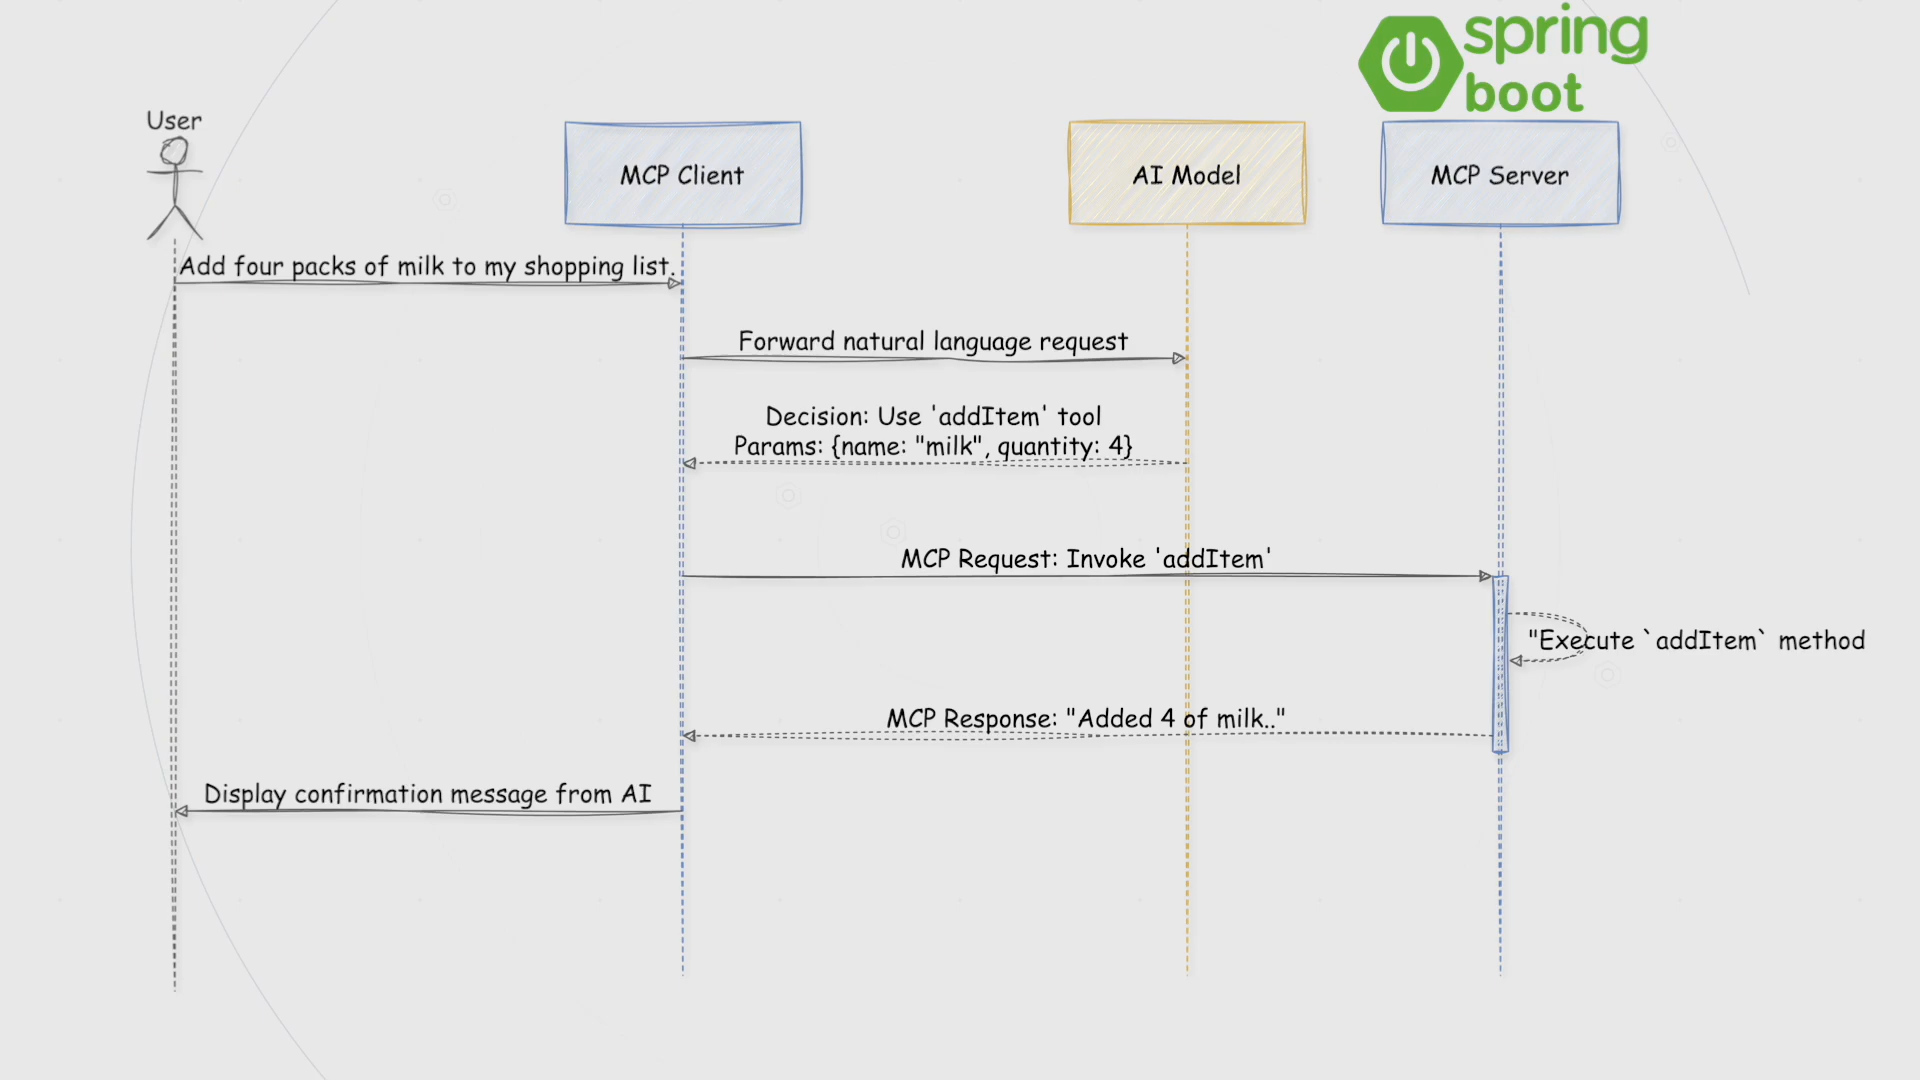 spring
boot
User
MCP Client
AI Model
MCP Server
Add four packs of milk to my shopping list.
Forward natural language request
Decision: Use 'addItem' tool
Params: {name: "milk", quantity: 4}
MCP Request: Invoke 'addItem'
"Execute `addItem` method
MCP Response: "Added 4 of milk.."
Display confirmation message from AI